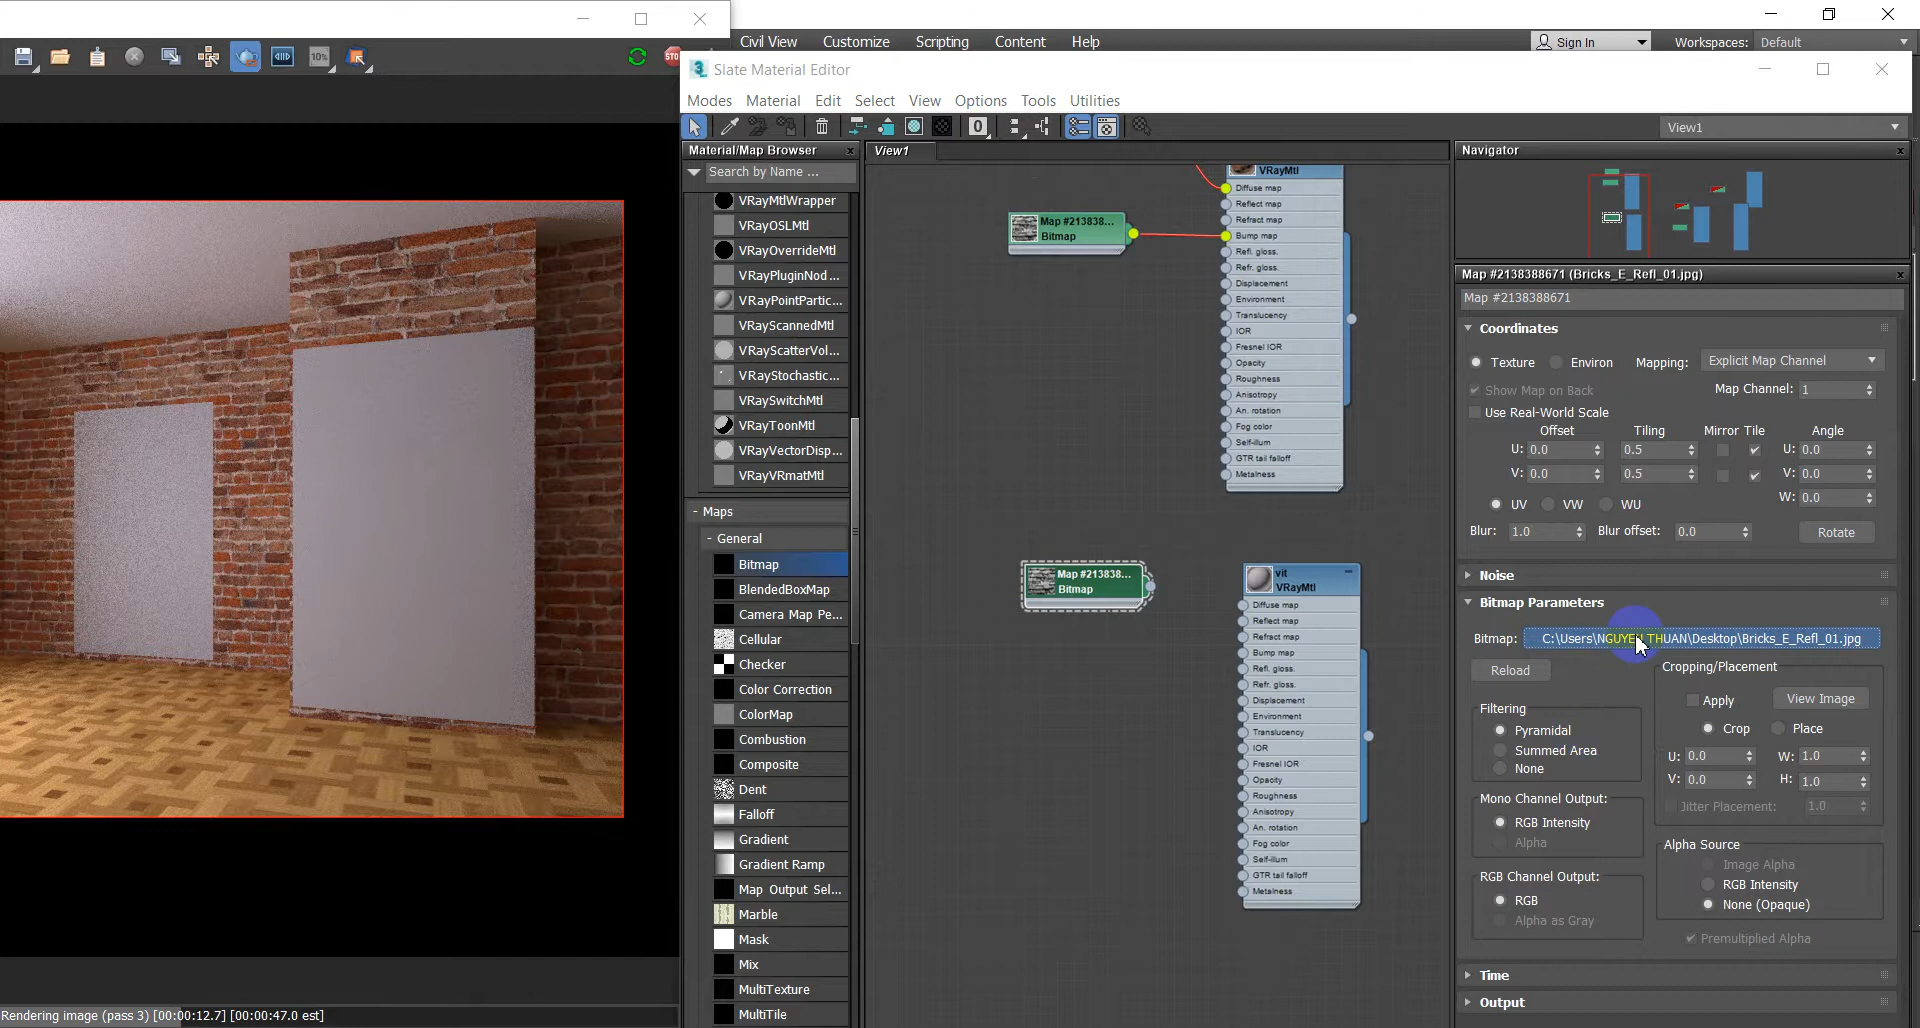 Civil View
Customize
Scripting
Content
Help
Sign In
Workspaces:
Default
10%
STO
Slate Material Editor
Modes
Material
Edit
Select
View
Options
Tools
Utilities
0
View1
Material/Map Browser
Search by Name ...
VRayMtlWrapper
VRayOSLMtl
VRayOverrideMtl
VRayPluginNod...
VRayPointPartic...
VRayScannedMtl
VRayScatterVol...
VRayStochastic...
VRaySwitchMtl
VRayToonMtl
VRayVectorDisp...
VRayVRmatMtl
- Maps
- General
Bitmap
BlendedBoxMap
Camera Map Pe...
Cellular
Checker
Color Correction
ColorMap
Combustion
Composite
Dent
Falloff
Gradient
Gradient Ramp
Map Output Sel...
Marble
Mask
Mix
MultiTexture
MultiTile
View1
Map #213838...
Bitmap
VRayMtl
Diffuse map
Reflect map
Refract map
Bump map
Refl. gloss.
Refr. gloss.
Displacement
Environment
Translucency
IOR
Fresnel IOR
Opacity
Roughness
Anisotropy
An. rotation
Fog color
Self-illum
GTR tail falloff
Metalness
Map #213838...
Bitmap
vit
VRayMtl
Diffuse map
Reflect map
Refract map
Bump map
Refl. gloss.
Refr. gloss.
Displacement
Environment
Translucency
IOR
Fresnel IOR
Opacity
Roughness
Anisotropy
An. rotation
Fog color
Self-illum
GTR tail falloff
Metalness
Navigator
Map #2138388671 (Bricks_E_Refl_01.jpg)
Map #2138388671
Coordinates
Texture
Environ
Mapping:
Explicit Map Channel
Show Map on Back
Map Channel: 1
Use Real-World Scale
Offset
Tiling
Mirror Tile
Angle
U: 0.0
0.5
U: 0.0
V: 0.0
0.5
V: 0.0
W: 0.0
UV
VW
WU
Blur: 1.0
Blur offset: 0.0
Rotate
Noise
Bitmap Parameters
Bitmap:
C:\Users\NGUYEN THUAN\Desktop\Bricks_E_Refl_01.jpg
Reload
Cropping/Placement
Apply
View Image
Crop
Place
U: 0.0
W: 1.0
V: 0.0
H: 1.0
Jitter Placement: 1.0
Filtering
Pyramidal
Summed Area
None
Mono Channel Output:
RGB Intensity
Alpha
RGB Channel Output:
RGB
Alpha as Gray
Alpha Source
Image Alpha
RGB Intensity
None (Opaque)
Premultiplied Alpha
Time
Output
Rendering image (pass 3) [00:00:12.7] [00:00:47.0 est]